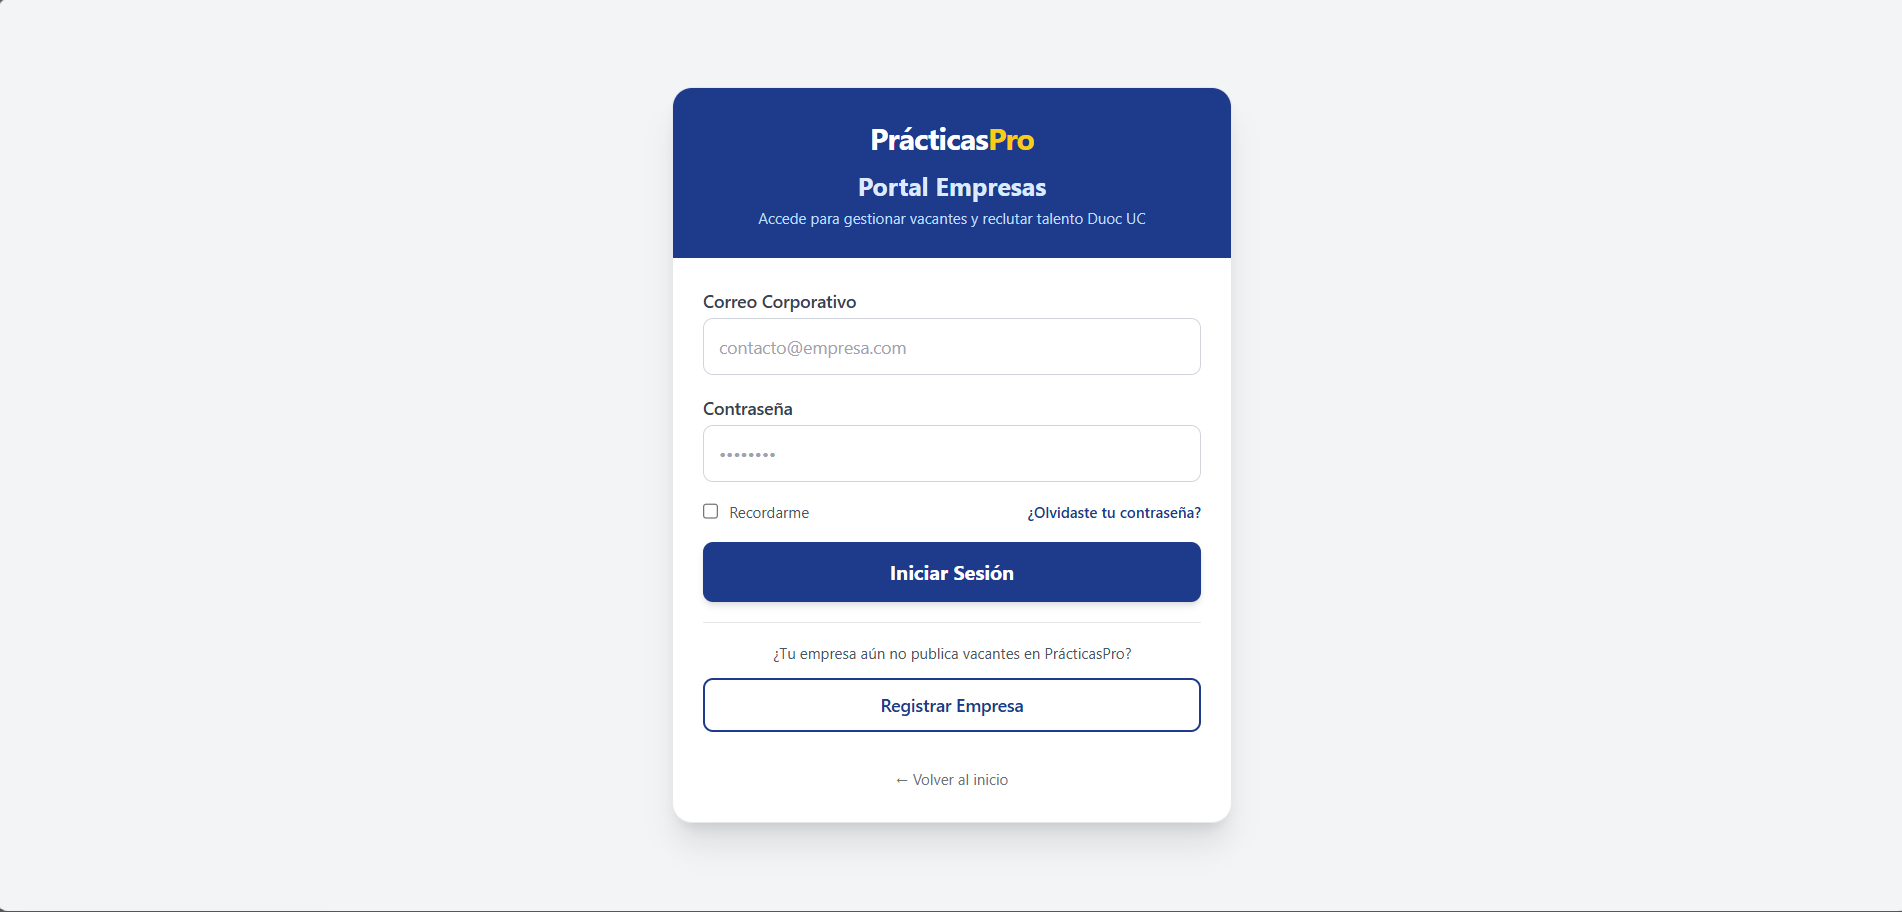 PrácticasPro
Portal Empresas
Accede para gestionar vacantes y reclutar talento Duoc UC
Correo Corporativo
contacto@empresa.com
Contraseña
••••••••
Recordarme
¿Olvidaste tu contraseña?
Iniciar Sesión
¿Tu empresa aún no publica vacantes en PrácticasPro?
Registrar Empresa
← Volver al inicio